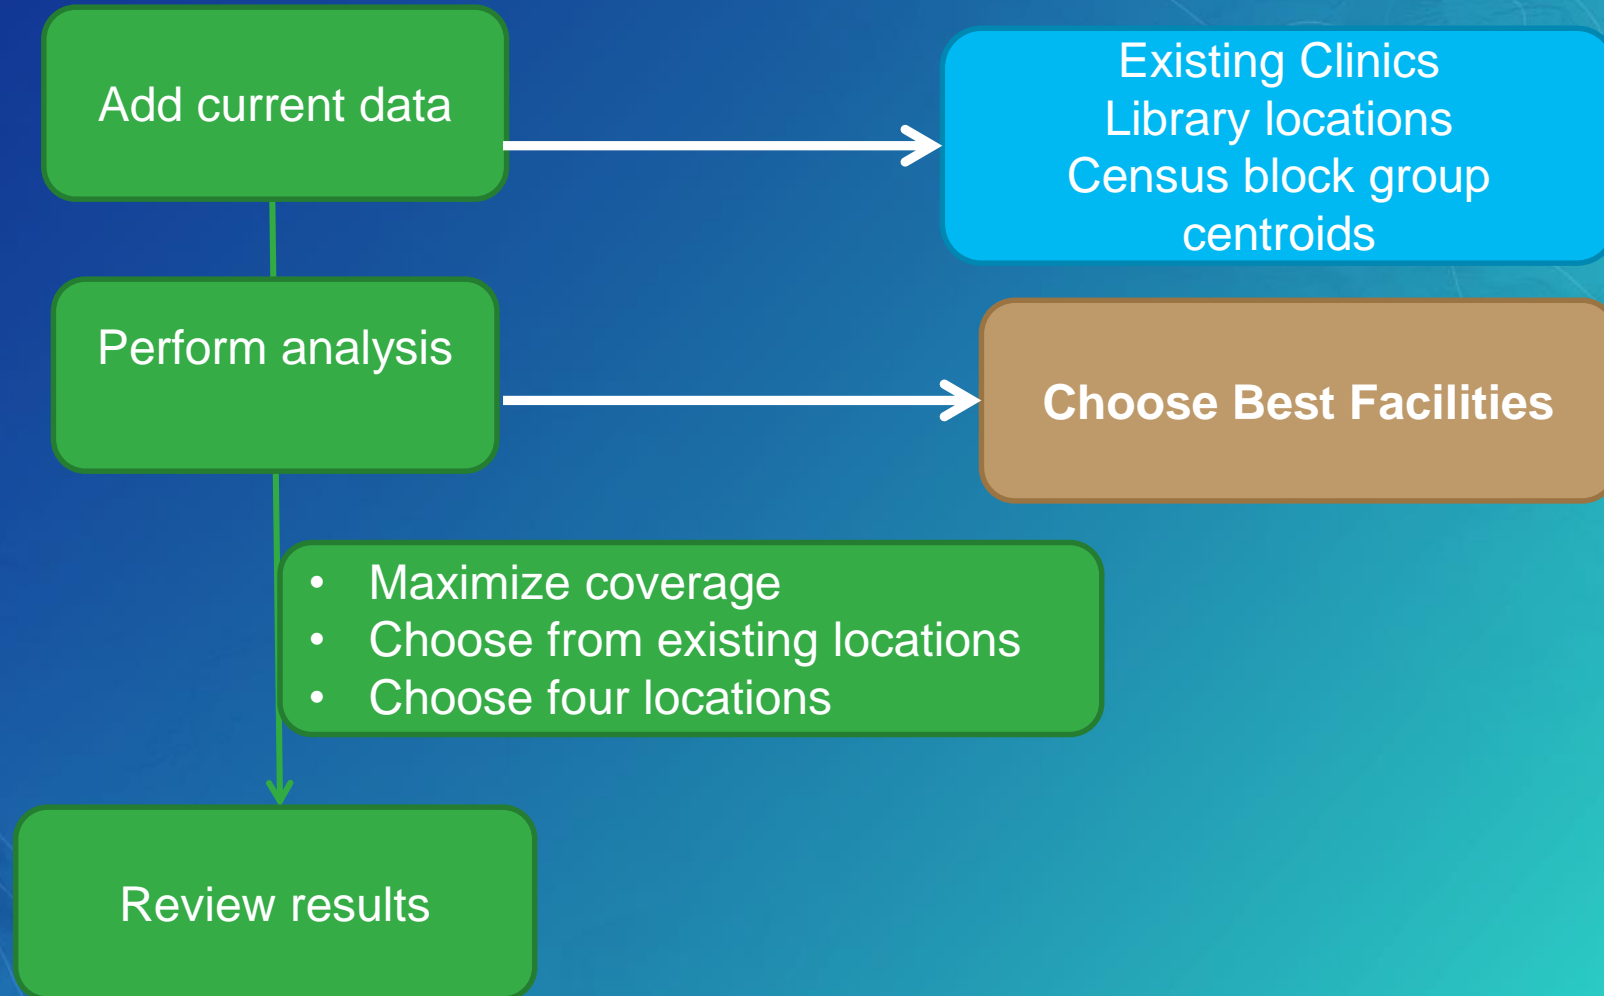 Add current data
Existing Clinics
Library locations
Census block group
centroids
Perform analysis
Choose Best Facilities
• Maximize coverage
• Choose from existing locations
• Choose four locations
Review results